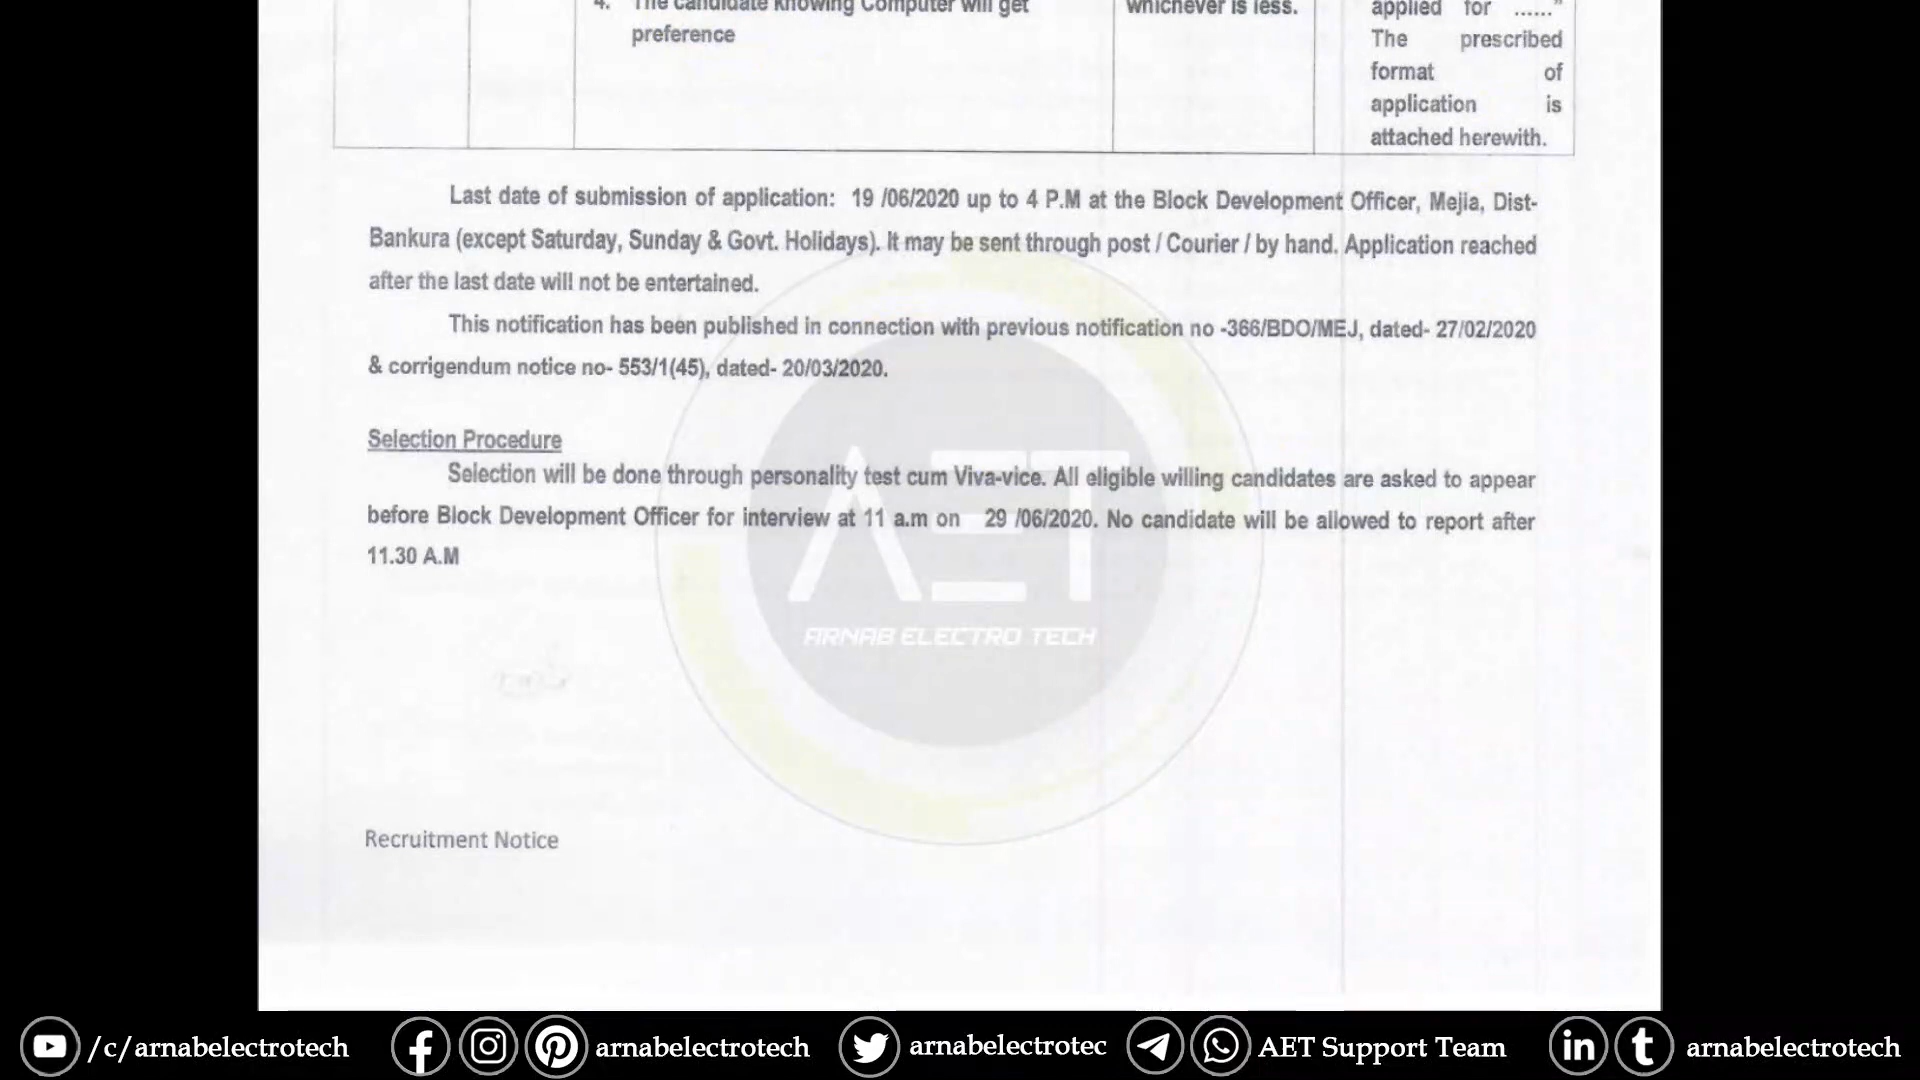 4. The candidate knowing Computer will get
preference
whichever is less.
applied for ......"
The prescribed
format of
application is
attached herewith.
Last date of submission of application: 19 /06/2020 up to 4 P.M at the Block Development Officer, Mejia, Dist-
Bankura (except Saturday, Sunday & Govt. Holidays). It may be sent through post / Courier / by hand. Application reached
after the last date will not be entertained.
This notification has been published in connection with previous notification no -366/BDO/MEJ, dated- 27/02/2020
& corrigendum notice no- 553/1(45), dated- 20/03/2020.
Selection Procedure
Selection will be done through personality test cum Viva-vice. All eligible willing candidates are asked to appear
before Block Development Officer for interview at 11 a.m on 29 /06/2020. No candidate will be allowed to report after
11.30 A.M
AET
ARNAB ELECTRO TECH
Recruitment Notice
/c/arnabelectrotech arnabelectrotech arnabelectrotec AET Support Team arnabelectrotech